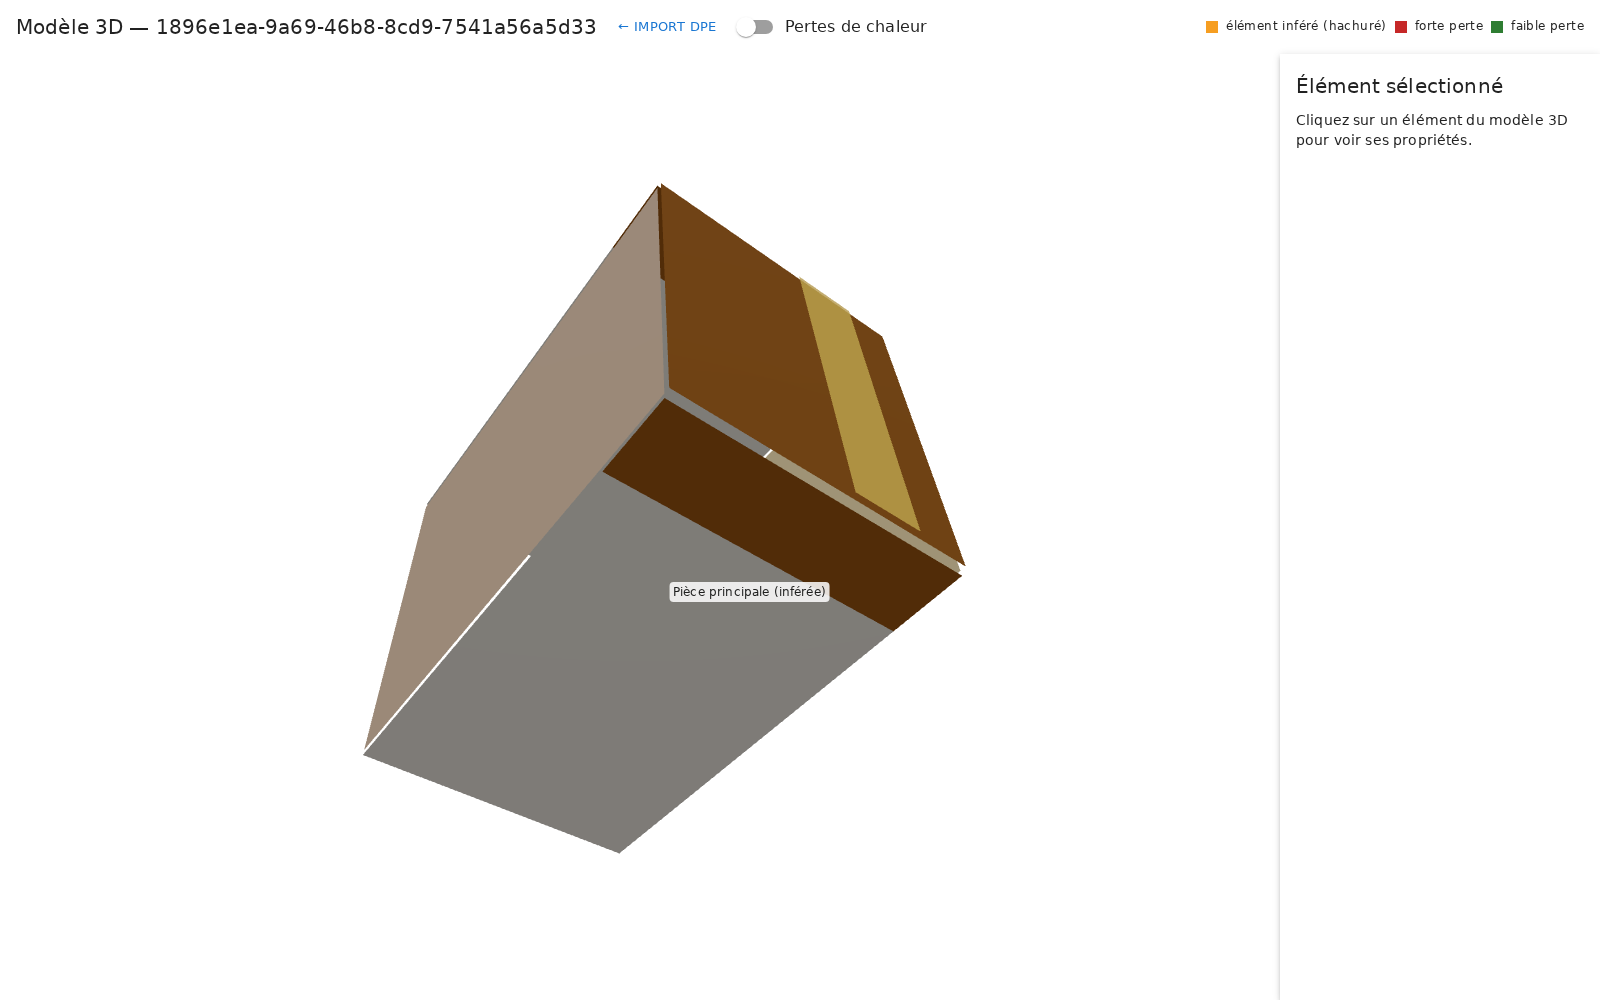 Modèle 3D — 1896e1ea-9a69-46b8-8cd9-7541a56a5d33
← IMPORT DPE
Pertes de chaleur
élément inféré (hachuré)
forte perte
faible perte
Élément sélectionné
Cliquez sur un élément du modèle 3D
pour voir ses propriétés.
Pièce principale (inférée)